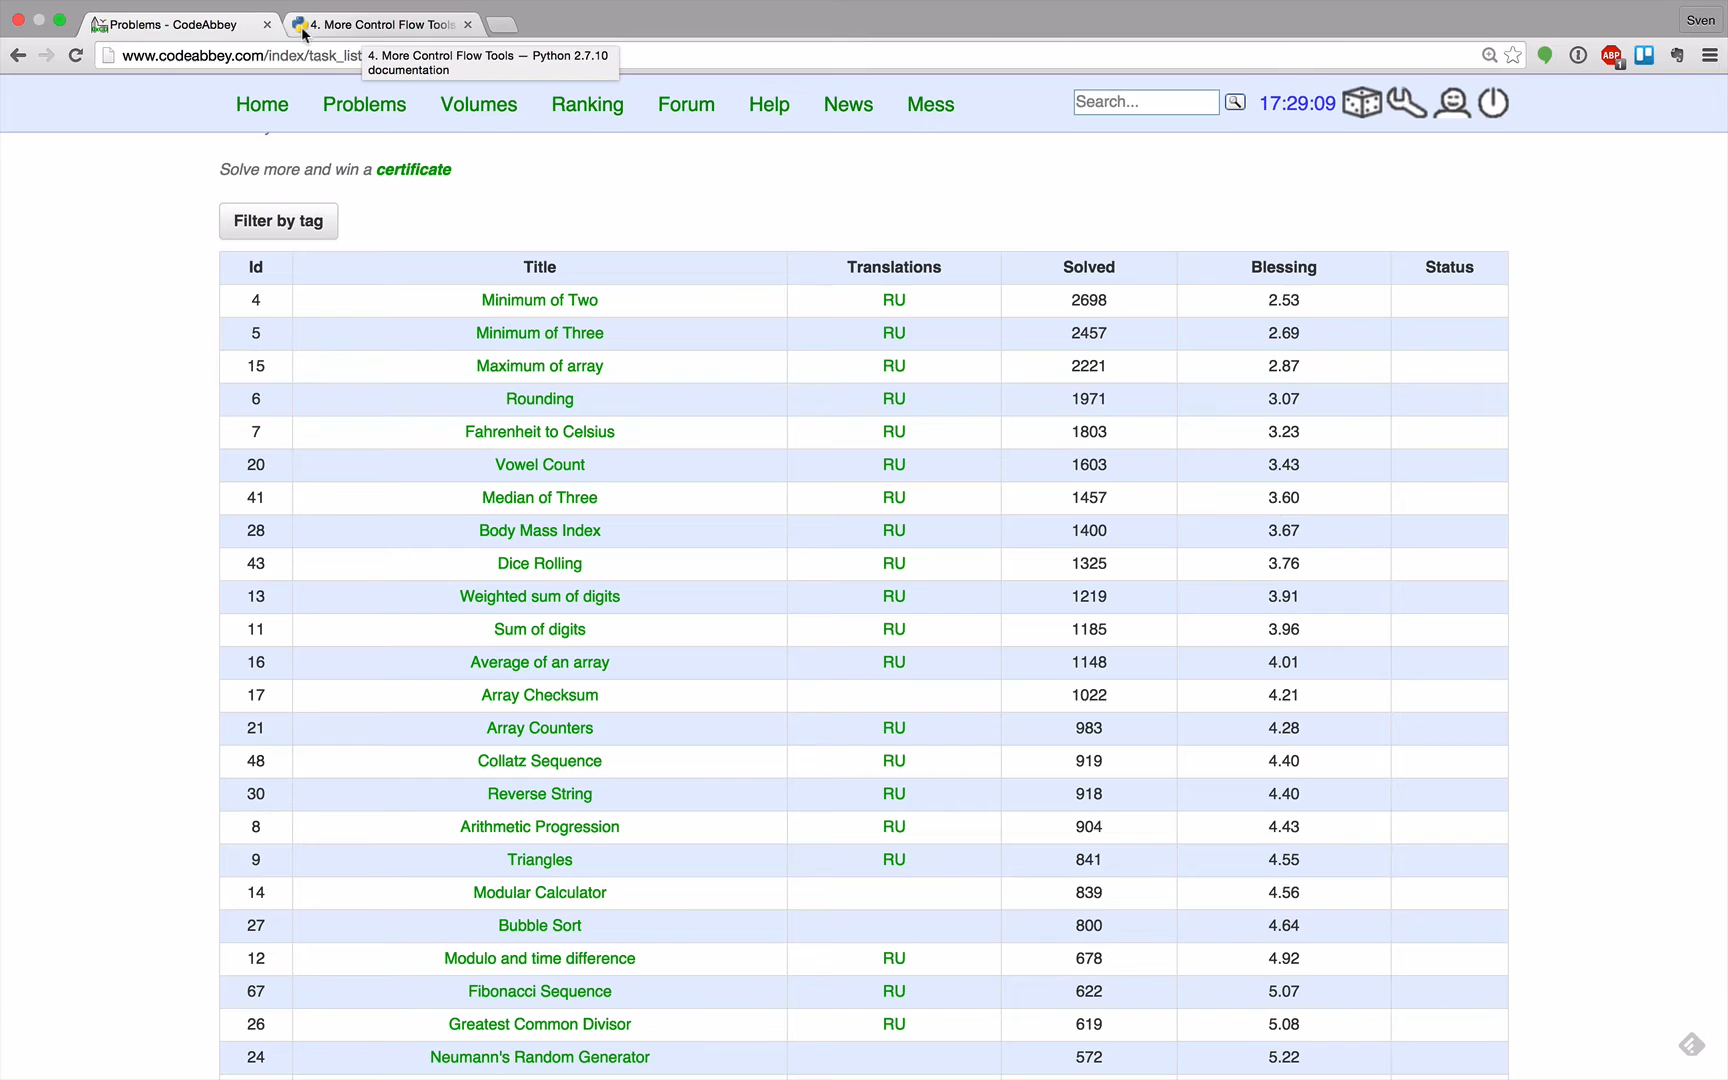 Problems - CodeAbbey
4. More Control Flow Tools
Sven
www.codeabbey.com/index/task_list
4. More Control Flow Tools — Python 2.7.10
documentation
ABP
1
Home Problems Volumes Ranking Forum Help News Mess
Search...
17:29:09
Solve more and win a certificate
Filter by tag
Id Title Translations Solved Blessing Status
4 Minimum of Two RU 2698 2.53
5 Minimum of Three RU 2457 2.69
15 Maximum of array RU 2221 2.87
6 Rounding RU 1971 3.07
7 Fahrenheit to Celsius RU 1803 3.23
20 Vowel Count RU 1603 3.43
41 Median of Three RU 1457 3.60
28 Body Mass Index RU 1400 3.67
43 Dice Rolling RU 1325 3.76
13 Weighted sum of digits RU 1219 3.91
11 Sum of digits RU 1185 3.96
16 Average of an array RU 1148 4.01
17 Array Checksum 1022 4.21
21 Array Counters RU 983 4.28
48 Collatz Sequence RU 919 4.40
30 Reverse String RU 918 4.40
8 Arithmetic Progression RU 904 4.43
9 Triangles RU 841 4.55
14 Modular Calculator 839 4.56
27 Bubble Sort 800 4.64
12 Modulo and time difference RU 678 4.92
67 Fibonacci Sequence RU 622 5.07
26 Greatest Common Divisor RU 619 5.08
24 Neumann's Random Generator 572 5.22